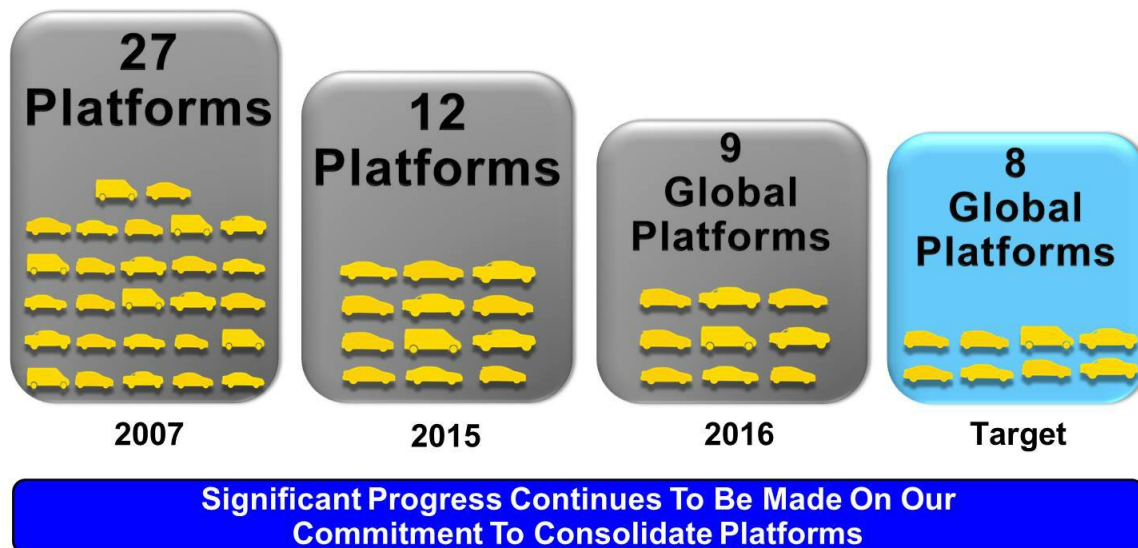 27
Platforms
12
Platforms
9
Global
Platforms
8
Global
Platforms
2007
2015
2016
Target
Significant Progress Continues To Be Made On Our
Commitment To Consolidate Platforms